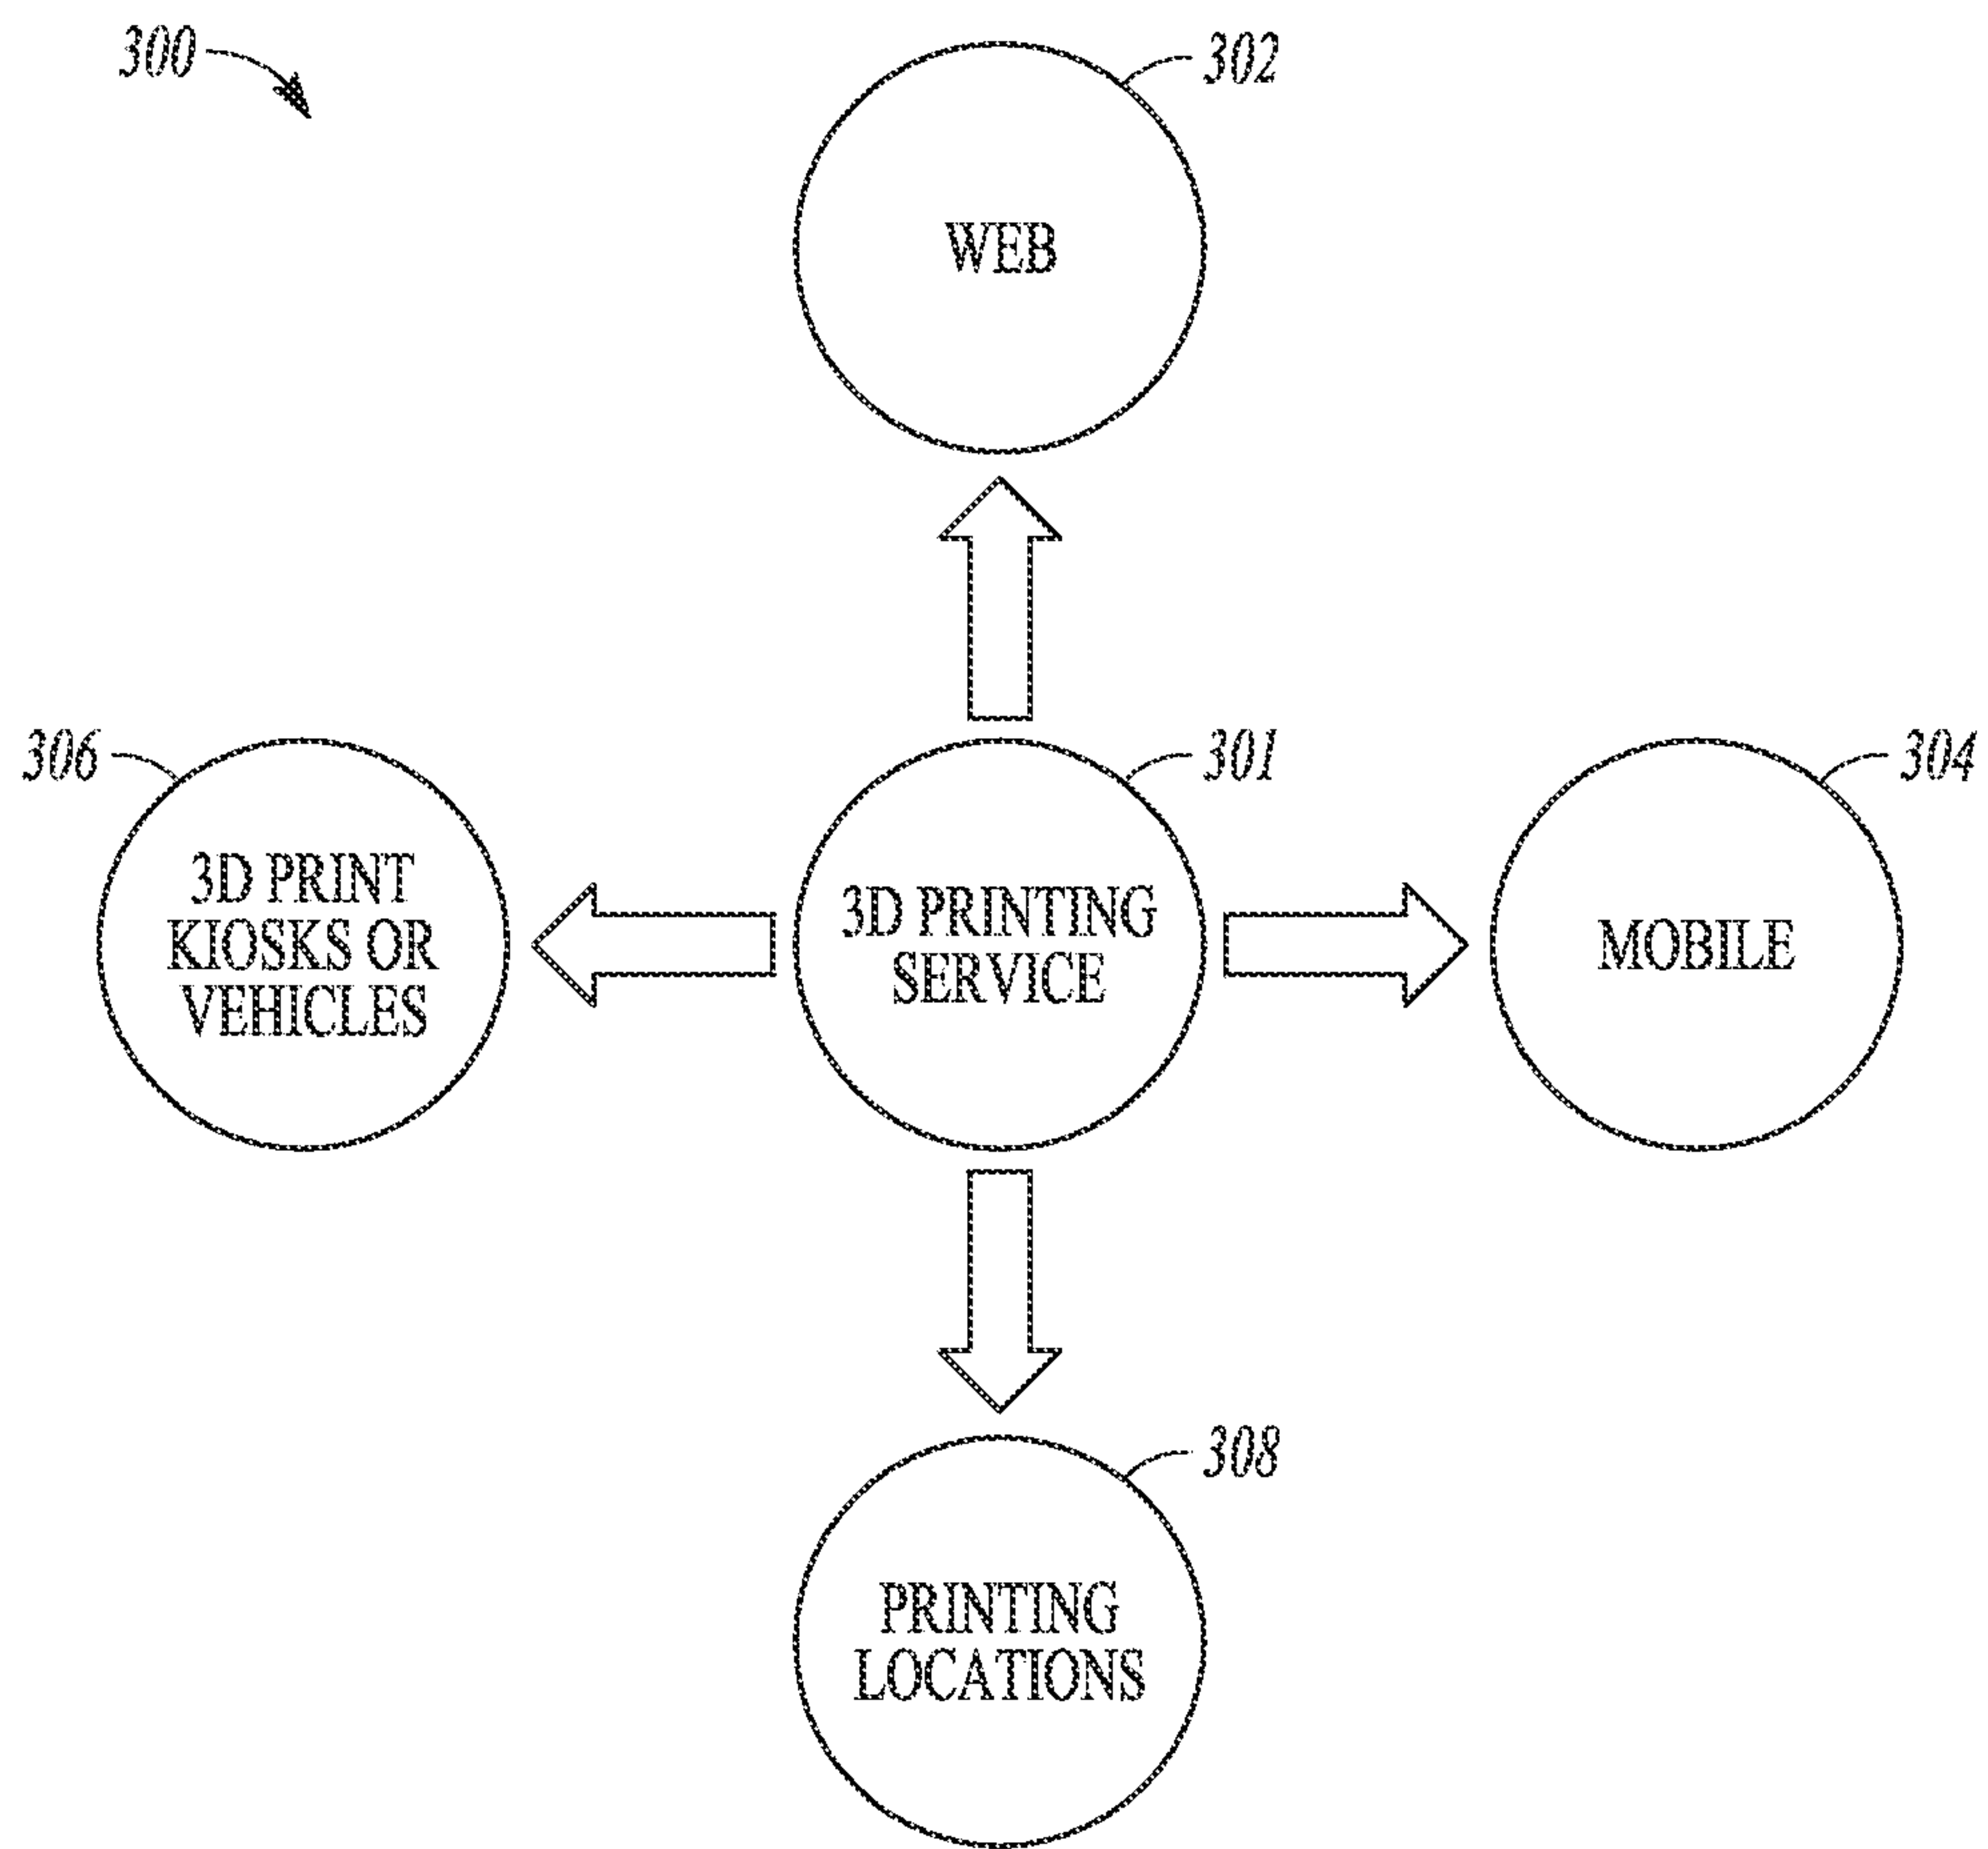 300
302
WEB
306
301
304
3D PRINT
KIOSKS OR
VEHICLES
3D PRINTING
SERVICE
MOBILE
308
PRINTING
LOCATIONS